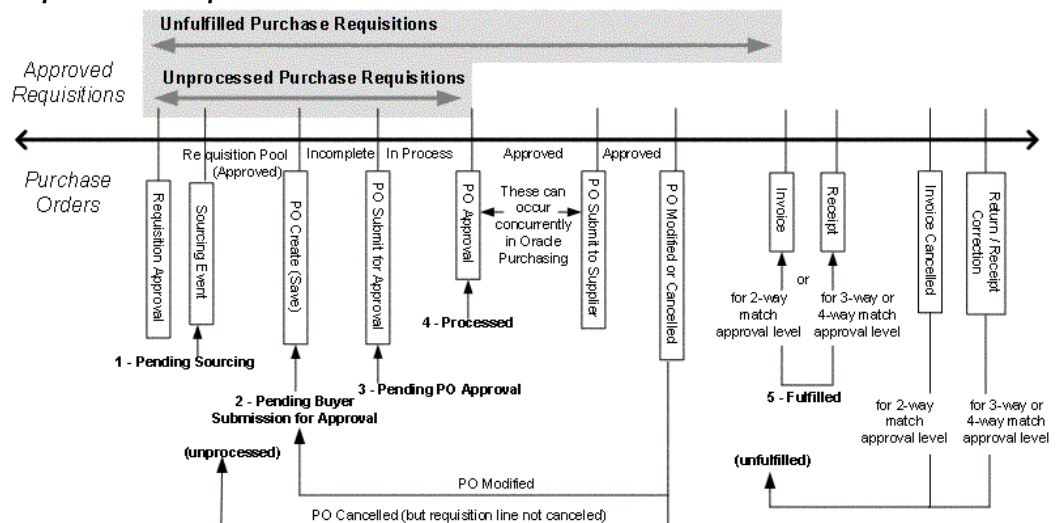 Unfulfilled Purchase Requisitions
Approved
Requisitions
Unprocessed Purchase Requisitions
Requisition Pool
(Approved)
Incomplete
In Process
Approved
Approved
Purchase
Orders
Requisition Approval
Sourcing Event
PO Create (Save)
PO Submit for Approval
PO Approval
These can
occur
concurrently
in Oracle
Purchasing
PO Submit to Supplier
PO Modified or Cancelled
Invoice
Receipt
Invoice Cancelled
Return / Receipt
Correction
or
for 2-way
match
approval level
for 3-way or
4-way match
approval level
4 - Processed
1 - Pending Sourcing
3 - Pending PO Approval
2 - Pending Buyer
Submission for Approval
5 - Fulfilled
for 2-way
match
approval level
for 3-way or
4-way match
approval level
(unprocessed)
(unfulfilled)
PO Modified
PO Cancelled (but requisition line not canceled)